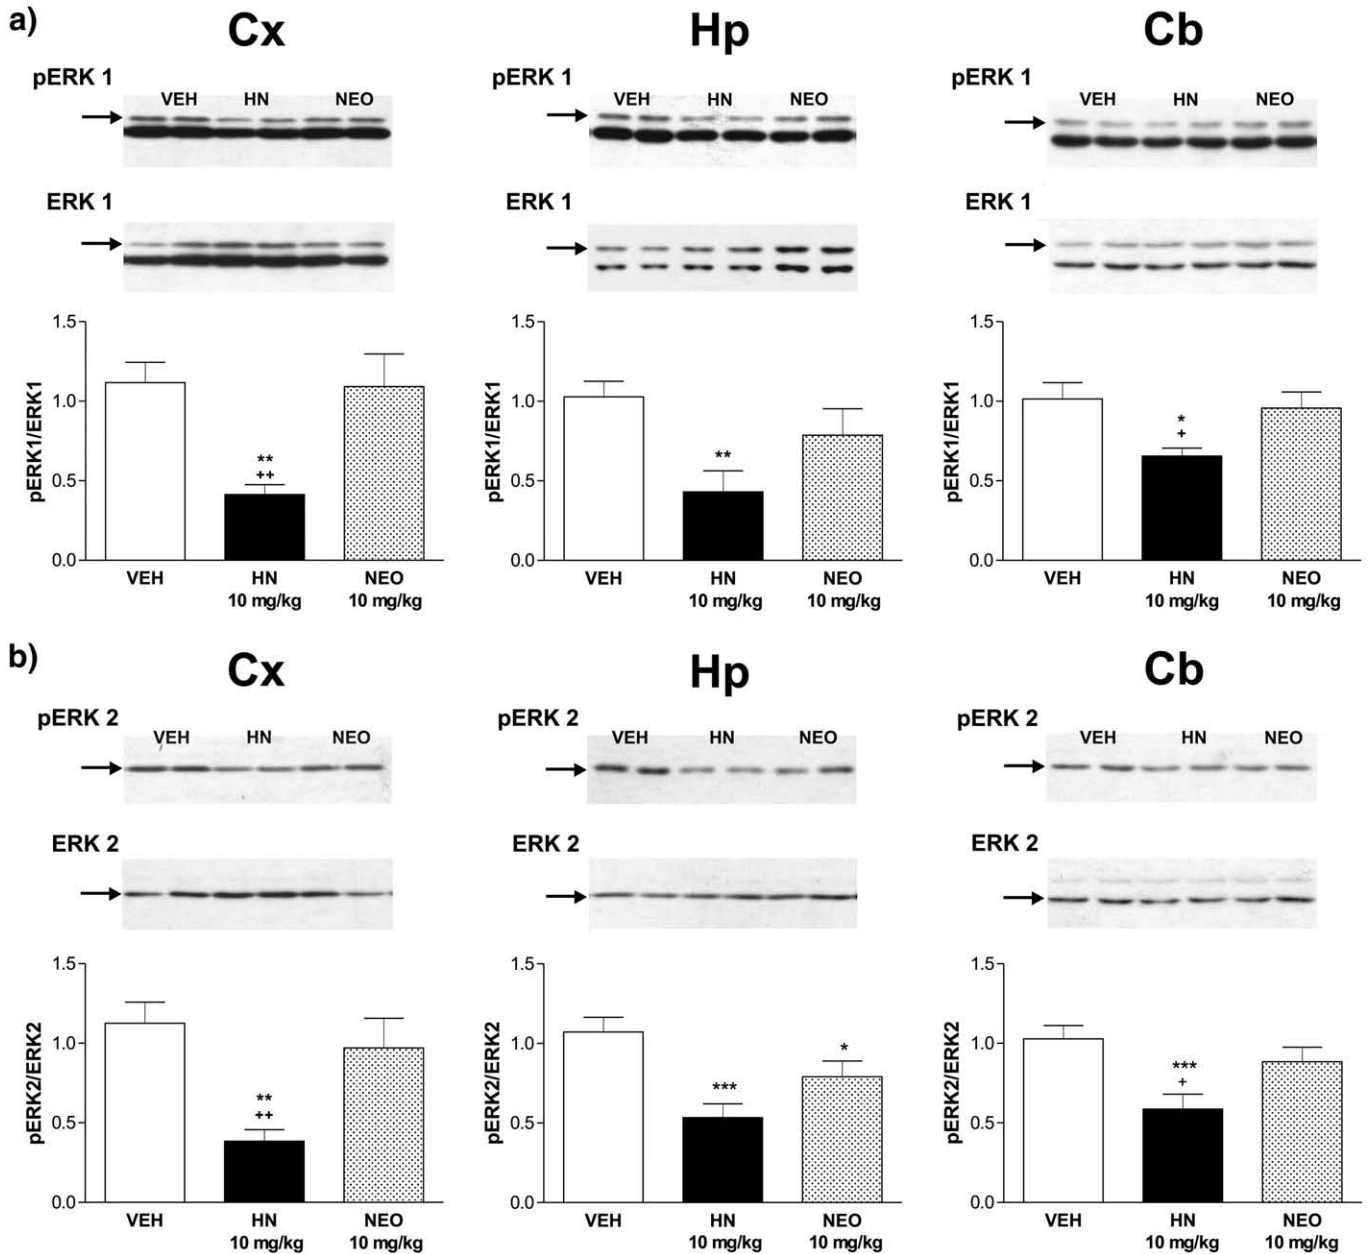 a)
Cx
Hp
Cb
pERK 1
pERK 1
pERK 1
VEH HN NEO
VEH HN NEO
VEH HN NEO
ERK 1
ERK 1
ERK 1
pERK1/ERK1
1.5
1.0
0.5
0.0
**
++
VEH
HN
10 mg/kg
NEO
10 mg/kg
pERK1/ERK1
1.5
1.0
0.5
0.0
**
VEH
HN
10 mg/kg
NEO
10 mg/kg
pERK1/ERK1
1.5
1.0
0.5
0.0
*
+
VEH
HN
10 mg/kg
NEO
10 mg/kg
b)
Cx
Hp
Cb
pERK 2
pERK 2
pERK 2
VEH HN NEO
VEH HN NEO
VEH HN NEO
ERK 2
ERK 2
ERK 2
pERK2/ERK2
1.5
1.0
0.5
0.0
**
++
VEH
HN
10 mg/kg
NEO
10 mg/kg
pERK2/ERK2
1.5
1.0
0.5
0.0
***
*
VEH
HN
10 mg/kg
NEO
10 mg/kg
pERK2/ERK2
1.5
1.0
0.5
0.0
***
+
VEH
HN
10 mg/kg
NEO
10 mg/kg